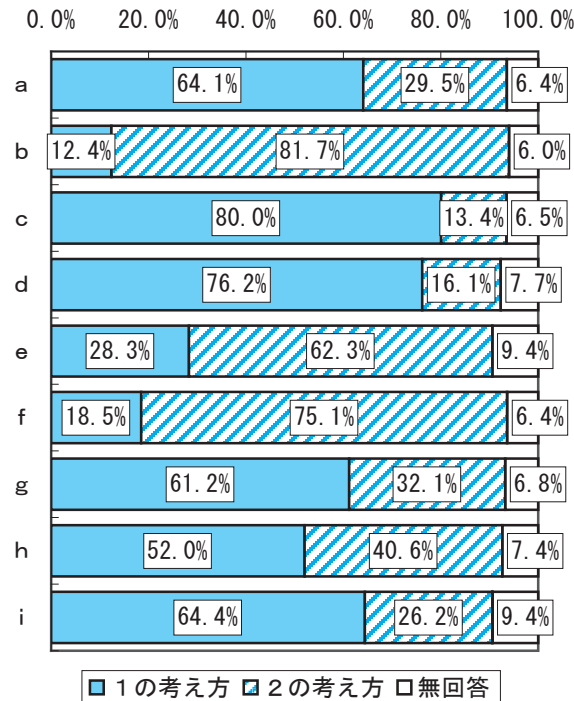 0.0% 20.0% 40.0% 60.0% 80.0% 100.0%
a 64.1% 29.5% 6.4%
b 12.4% 81.7% 6.0%
c 80.0% 13.4% 6.5%
d 76.2% 16.1% 7.7%
e 28.3% 62.3% 9.4%
f 18.5% 75.1% 6.4%
g 61.2% 32.1% 6.8%
h 52.0% 40.6% 7.4%
i 64.4% 26.2% 9.4%
１の考え方 ２の考え方 無回答